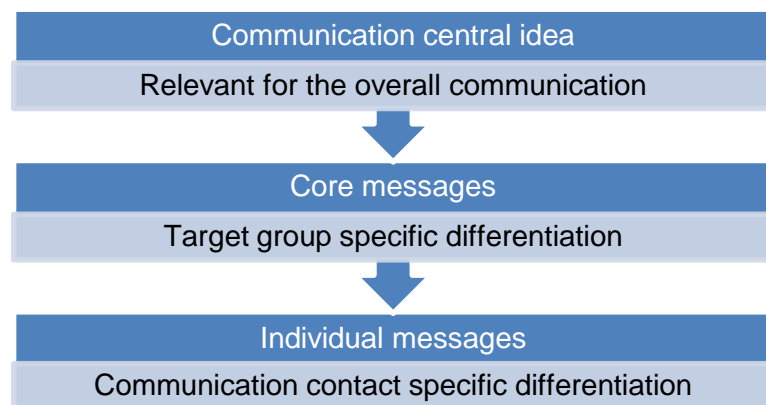 Communication central idea
Relevant for the overall communication
Core messages
Target group specific differentiation
Individual messages
Communication contact specific differentiation